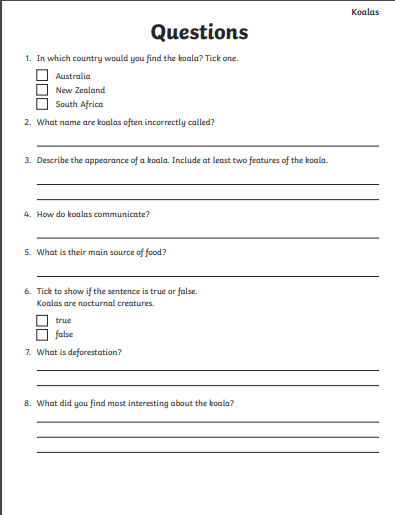 Koalas
Questions
1. In which country would you find the koala? Tick one.
Australia
New Zealand
South Africa
2. What name are koalas often incorrectly called?
3. Describe the appearance of a koala. Include at least two features of the koala.
4. How do koalas communicate?
5. What is their main source of food?
6. Tick to show if the sentence is true or false.
Koalas are nocturnal creatures.
true
false
7. What is deforestation?
8. What did you find most interesting about the koala?